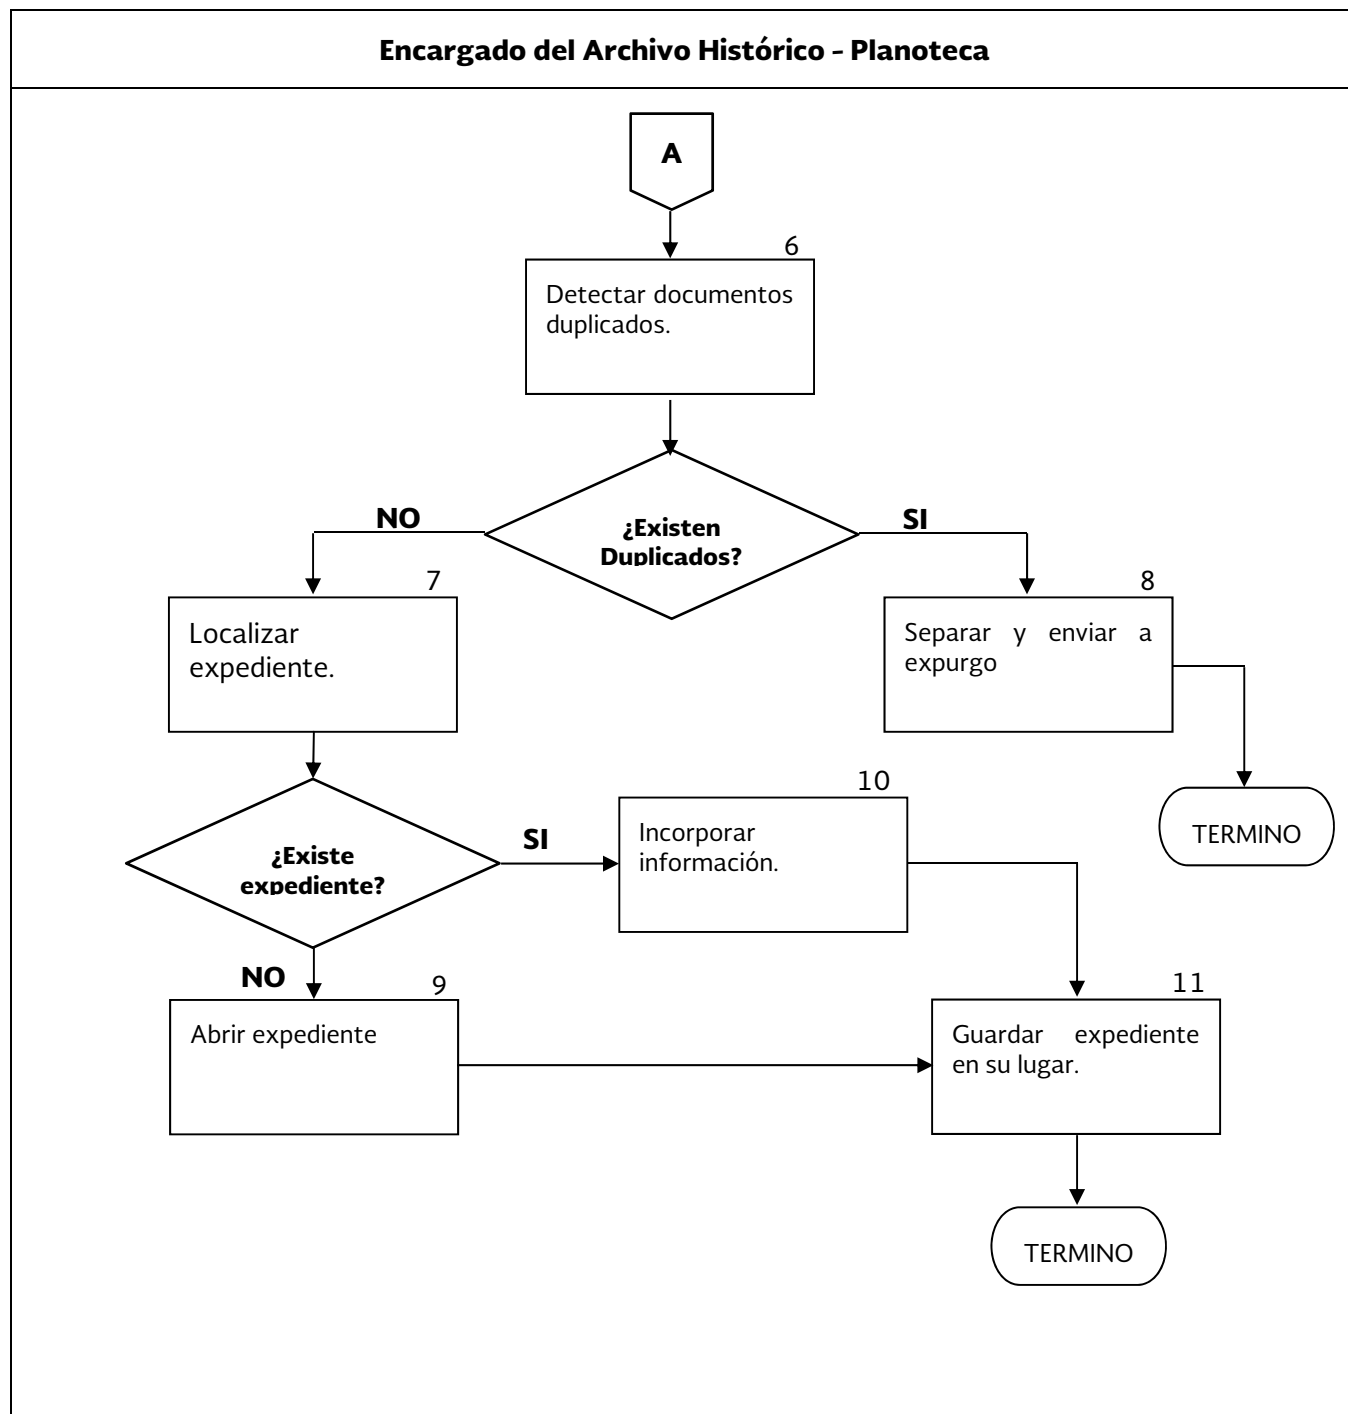 Encargado del Archivo Histórico - Planoteca
A
6
Detectar documentos
duplicados.
¿Existen
Duplicados?
NO
SI
7
Localizar
expediente.
8
Separar y enviar a
expurgo
TERMINO
¿Existe
expediente?
SI
10
Incorporar
información.
NO
9
Abrir expediente
11
Guardar expediente
en su lugar.
TERMINO